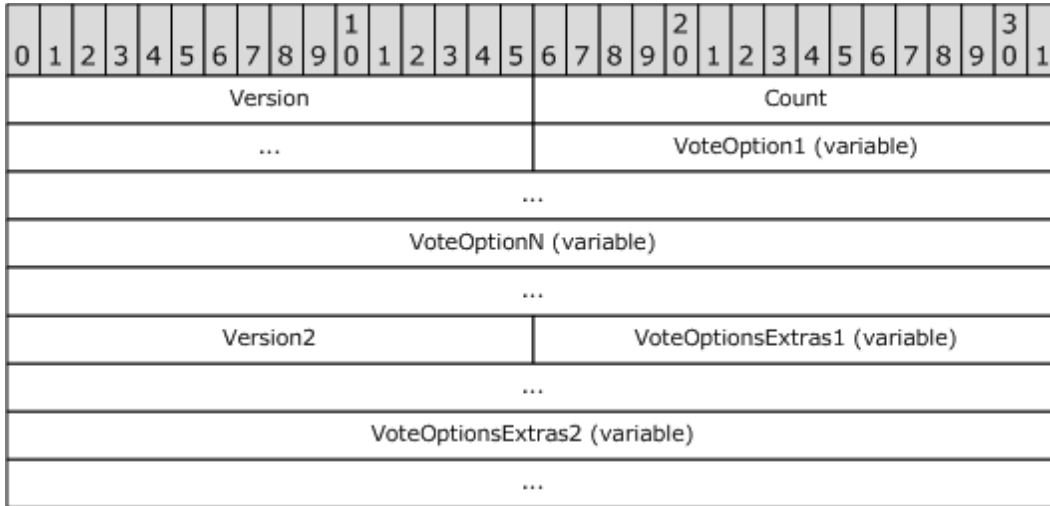 1 2 3
0 1 2 3 4 5 6 7 8 9 0 1 2 3 4 5 6 7 8 9 0 1 2 3 4 5 6 7 8 9 0 1
Version Count
... VoteOption1 (variable)
...
VoteOptionN (variable)
...
Version2 VoteOptionsExtras1 (variable)
...
VoteOptionsExtras2 (variable)
...